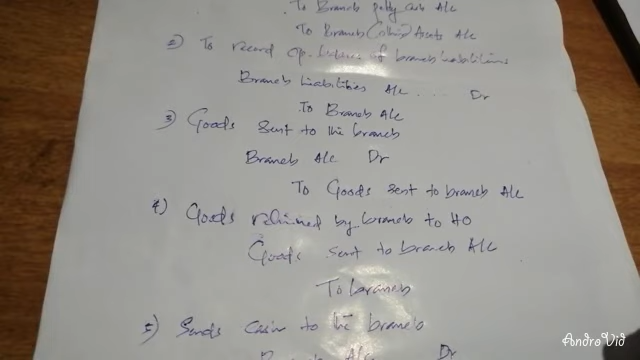 To Branch petty cash A/c
To Branch (other) Assets A/c
2) To record op. balance of branch liabilities
Branch liabilities A/c .... Dr
To Branch A/c
3) Goods sent to the branch
Branch A/c Dr
To Goods sent to branch A/c
4) Goods returned by branch to HO
Goods sent to branch A/c
To branch
5) Sends cash to the branch
Branch A/c Dr
AndroVid